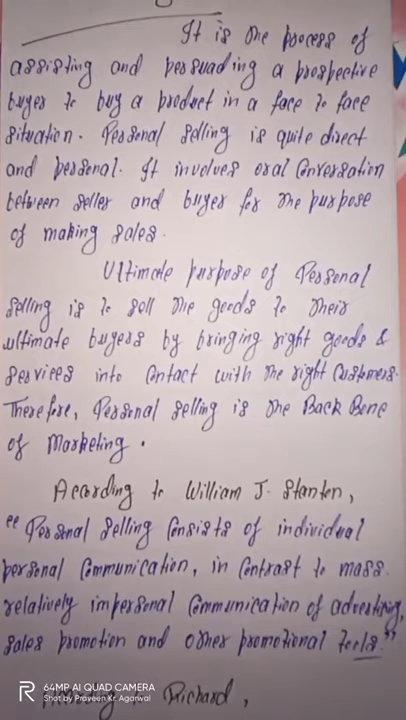 It is the process of
assisting and persuading a prospective
buyer to buy a product in a face to face
situation. Personal selling is quite direct
and personal. It involves oral Conversation
between seller and buyer for the purpose
of making sales.
Ultimate purpose of Personal
selling is to sell the goods to their
ultimate buyers by bringing right goods &
services into Contact with the right Customers.
Therefore, Personal selling is the Back Bone
of Marketing.
According to William J. Stanton,
"Personal Selling Consists of individual
personal Communication, in Contrast to mass.
relatively impersonal Communication of advertising,
sales promotion and other promotional tools."
Richard,
64MP AI QUAD CAMERA
Shot by Praveen Kr. Agarwal